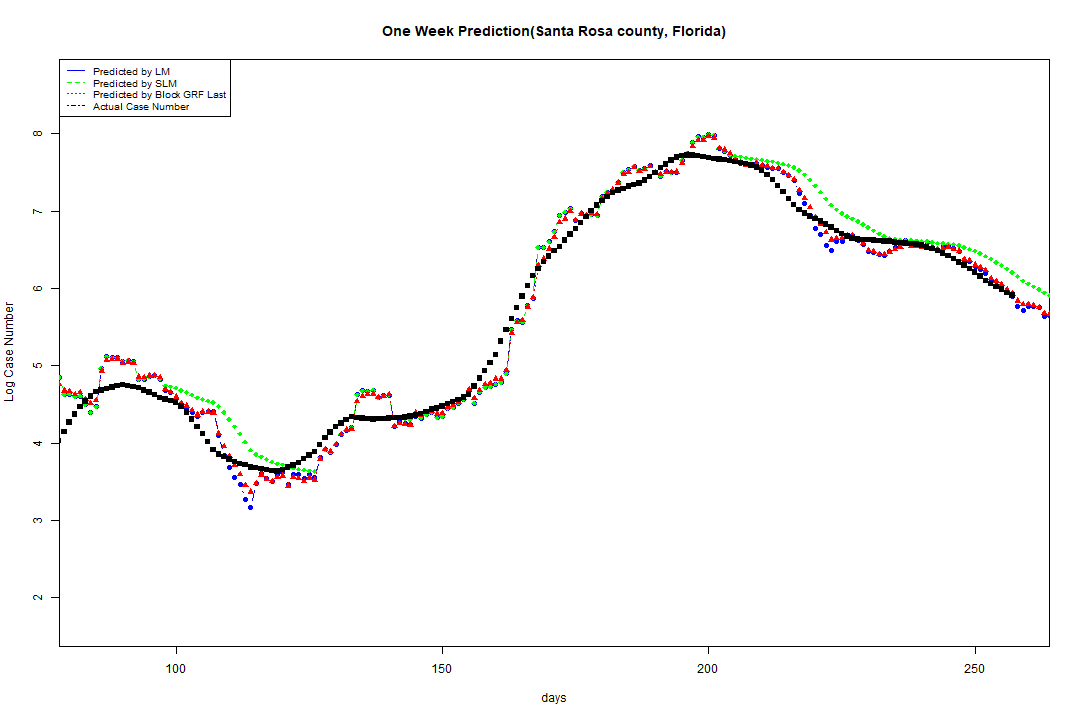 One Week Prediction(Santa Rosa county, Florida)
Predicted by LM
Predicted by SLM
Predicted by Block GRF Last
Actual Case Number
8
7
6
5
4
3
2
Log Case Number
100 150 200 250
days